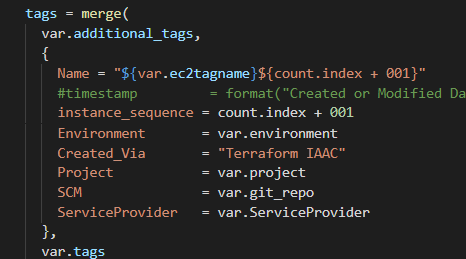 tags = merge(
var.additional_tags,
{
Name = "${var.ec2tagname}${count.index + 001}"
#timestamp = format("Created or Modified Da
instance_sequence = count.index + 001
Environment = var.environment
Created_Via = "Terraform IAAC"
Project = var.project
SCM = var.git_repo
ServiceProvider = var.ServiceProvider
},
var.tags